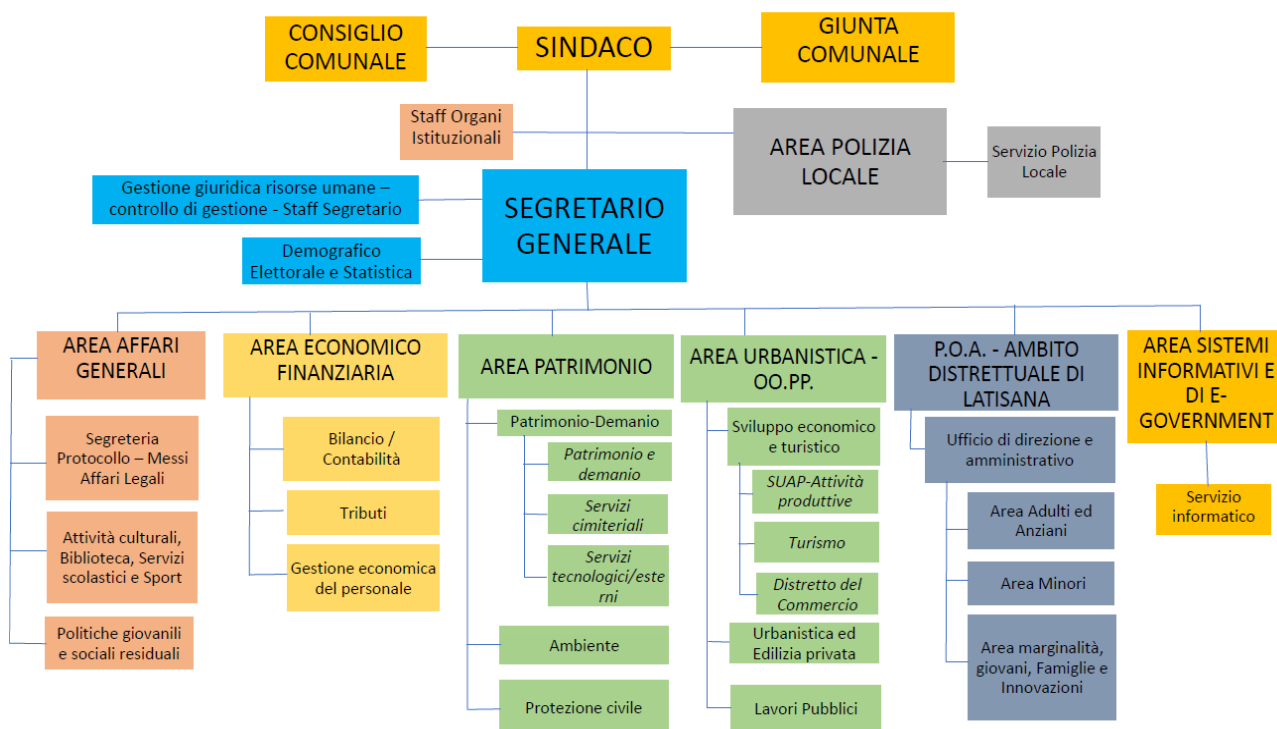 CONSIGLIO
COMUNALE
SINDACO
GIUNTA
COMUNALE
Staff Organi
Istituzionali
AREA POLIZIA
LOCALE
Servizio Polizia
Locale
Gestione giuridica risorse umane –
controllo di gestione - Staff Segretario
SEGRETARIO
GENERALE
Demografico
Elettorale e Statistica
AREA AFFARI
GENERALI
Segreteria
Protocollo – Messi
Affari Legali
Attività culturali,
Biblioteca, Servizi
scolastici e Sport
Politiche giovanili
e sociali residuali
AREA ECONOMICO
FINANZIARIA
Bilancio /
Contabilità
Tributi
Gestione economica
del personale
AREA PATRIMONIO
Patrimonio-Demanio
Patrimonio e
demanio
Servizi
cimiteriali
Servizi
tecnologici/este
rni
Ambiente
Protezione civile
AREA URBANISTICA -
OO.PP.
Sviluppo economico
e turistico
SUAP-Attività
produttive
Turismo
Distretto del
Commercio
Urbanistica ed
Edilizia privata
Lavori Pubblici
P.O.A. - AMBITO
DISTRETTUALE DI
LATISANA
Ufficio di direzione e
amministrativo
Area Adulti ed
Anziani
Area Minori
Area marginalità,
giovani, Famiglie e
Innovazioni
AREA SISTEMI
INFORMATIVI E
DI E-
GOVERNMENT
Servizio
informatico